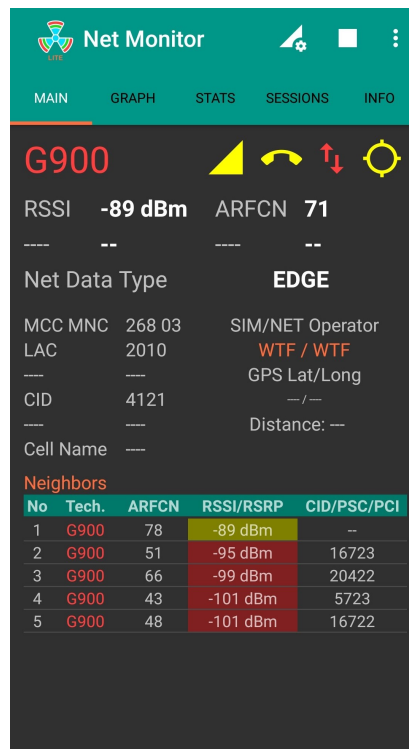 LITE
Net Monitor
MAIN GRAPH STATS SESSIONS INFO
G900
RSSI -89 dBm ARFCN 71
---- -- ---- --
Net Data Type EDGE
MCC MNC 268 03 SIM/NET Operator
LAC 2010 WTF / WTF
---- ---- GPS Lat/Long
CID 4121 ---/---
---- ---- Distance: ---
Cell Name ----
Neighbors
No Tech. ARFCN RSSI/RSRP CID/PSC/PCI
1 G900 78 -89 dBm --
2 G900 51 -95 dBm 16723
3 G900 66 -99 dBm 20422
4 G900 43 -101 dBm 5723
5 G900 48 -101 dBm 16722